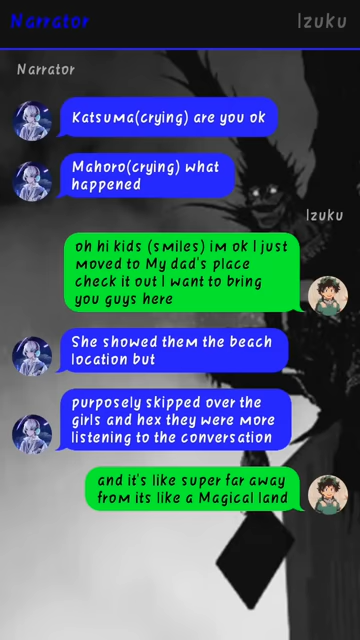 Narrator Izuku
Narrator
Katsuma(crying) are you ok
Mahoro(crying) what
happened
Izuku
oh hi kids (smiles) im ok I just
moved to My dad's place
check it out I want to bring
you guys here
She showed them the beach
location but
purposely skipped over the
girls and hex they were more
listening to the conversation
and it's like super far away
from its like a Magical land